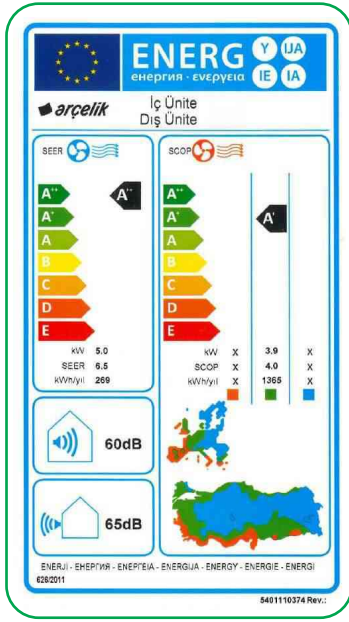 ENERG Y IJA
енергия · ενεργεια IE IA
arçelik
İç Ünite
Dış Ünite
SEER
SCOP
A++ A++ A++
A+ A+ A+
A A
B B
C C
D D
E E
kW 5.0 kW X 3.9 X
SEER 6.5 SCOP X 4.0 X
kWh/yıl 269 kWh/yıl X 1365 X
60dB
65dB
ENERJİ - ЕНЕРГИЯ - ΕΝΕΡΓΕΙΑ - ENERGIJA - ENERGY - ENERGIE - ENERGI
626/2011
5401110374 Rev.: